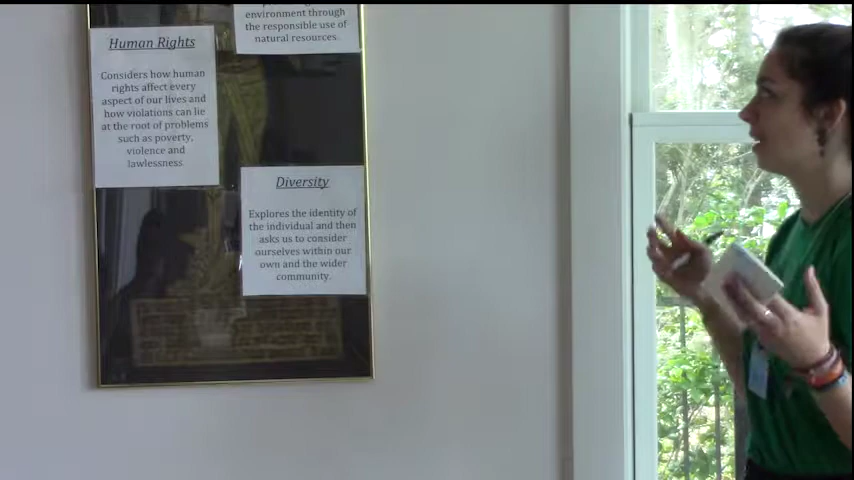 environment through
the responsible use of
natural resources.
Human Rights
Considers how human
rights affect every
aspect of our lives and
how violations can lie
at the root of problems
such as poverty,
violence and
lawlessness.
Diversity
Explores the identity of
the individual and then
asks us to consider
ourselves within our
own and the wider
community.